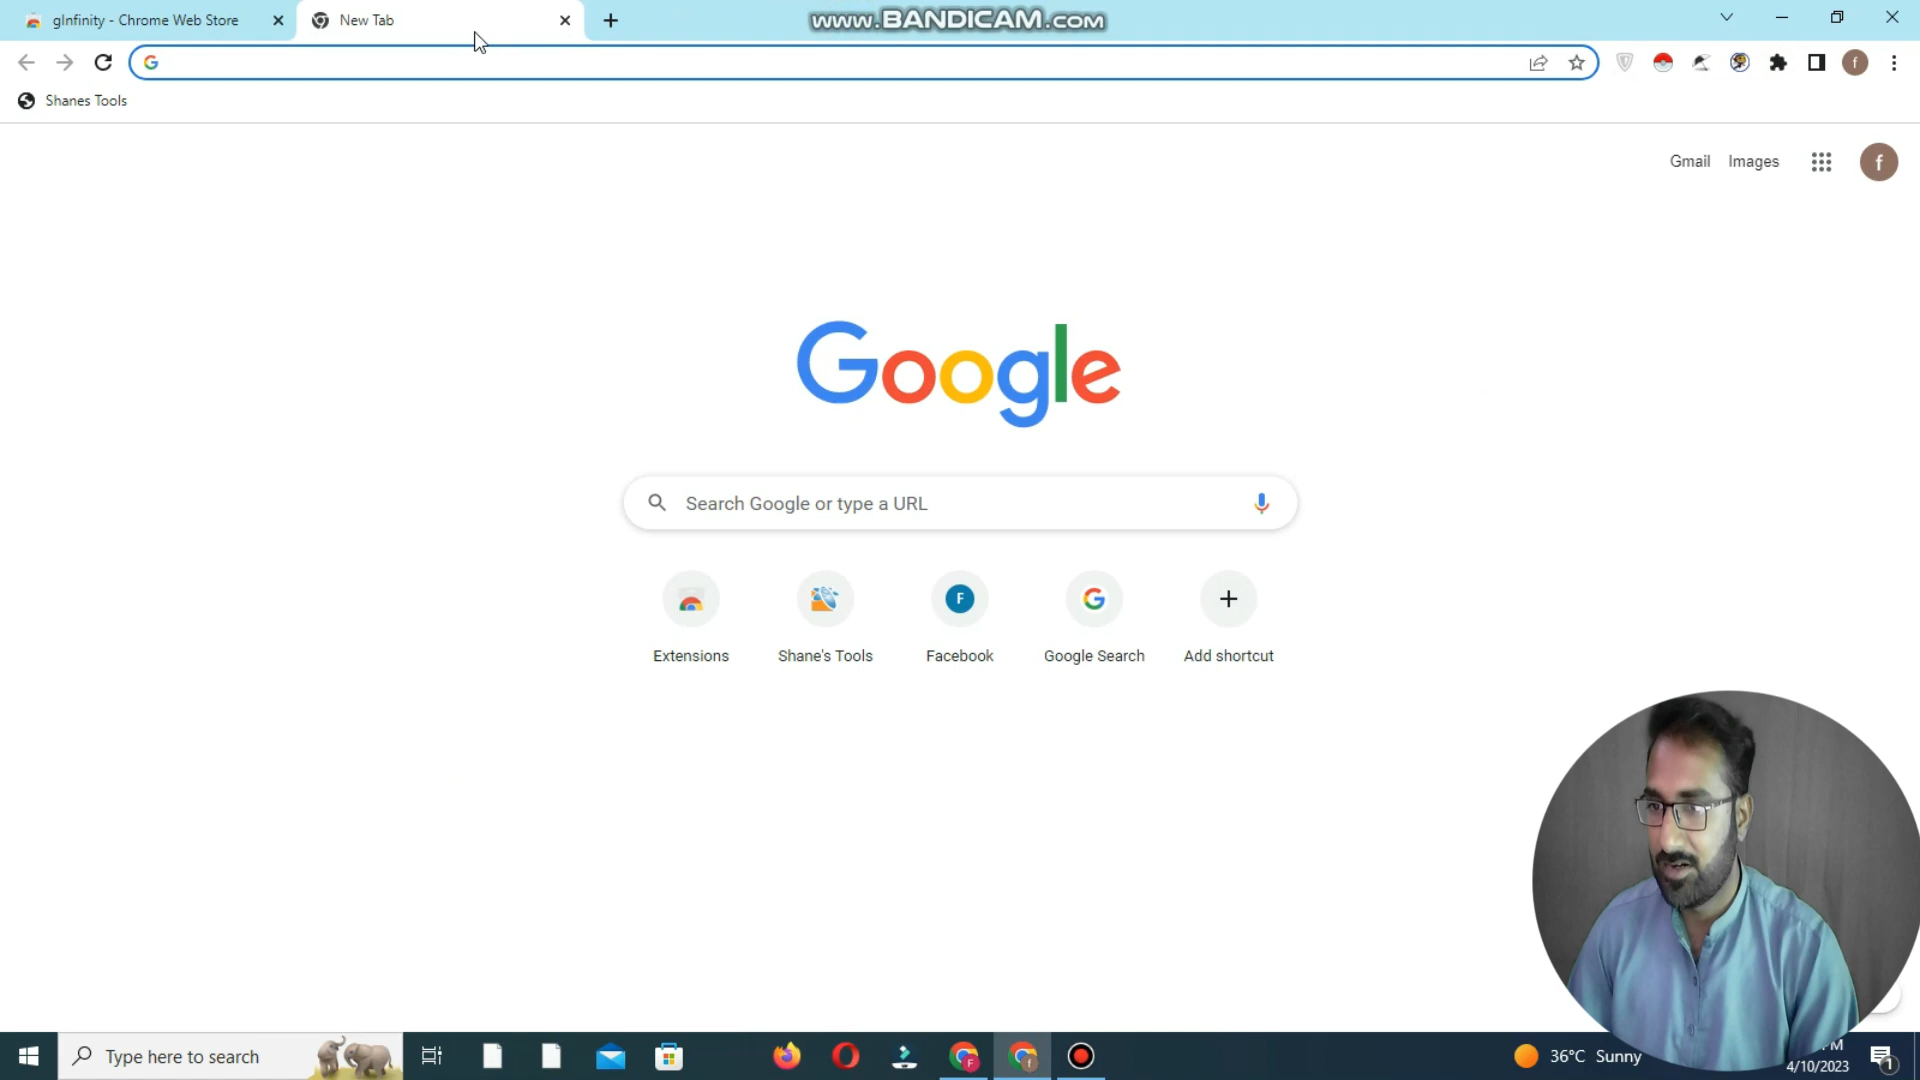 gInfinity - Chrome Web Store
New Tab
www.BANDICAM.com
Shanes Tools
f
Gmail
Images
f
Google
Search Google or type a URL
F
Extensions
Shane's Tools
Facebook
Google Search
Add shortcut
Type here to search
F
f
36°C Sunny
4/10/2023
1